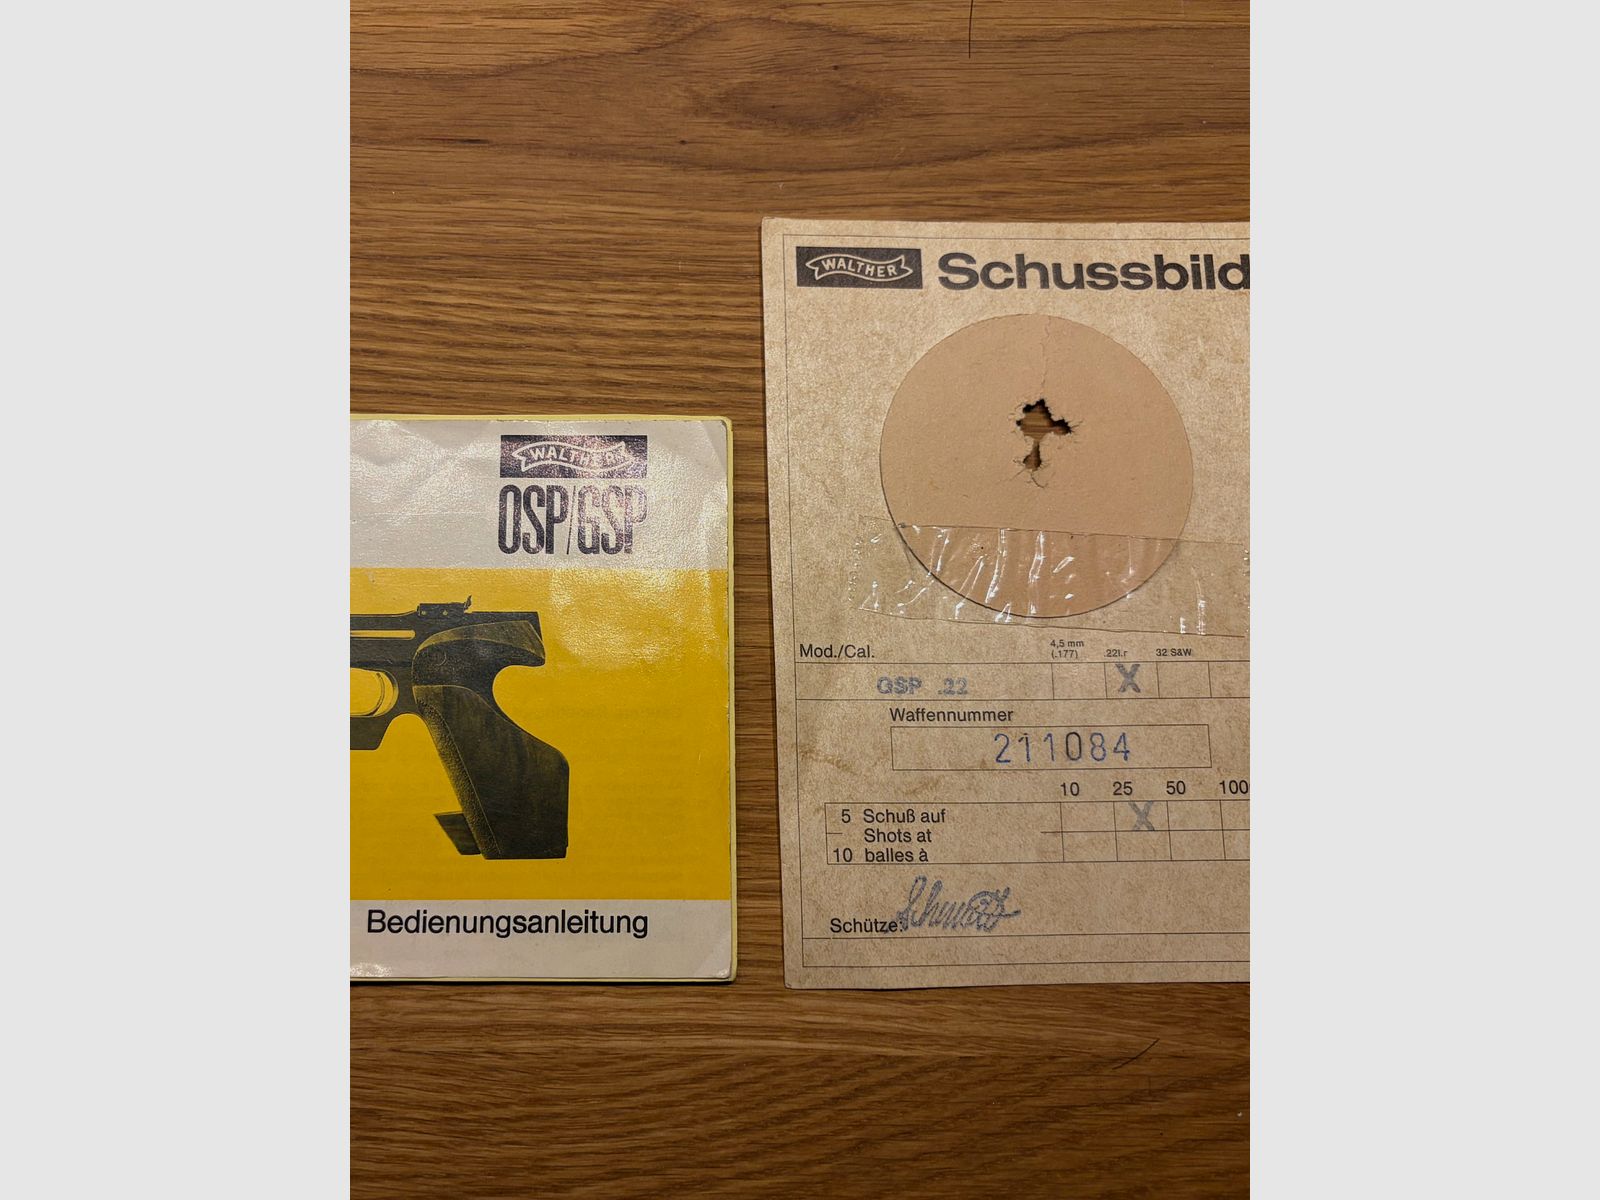 WALTHER
OSP/GSP
Bedienungsanleitung
WALTHER
Schussbild
Mod./Cal.
4,5 mm
(.177)
22l.r
32 S&W
GSP .22
X
Waffennummer
211084
10 25 50 100
5 Schuß auf
X
Shots at
10 balles à
Schütze: